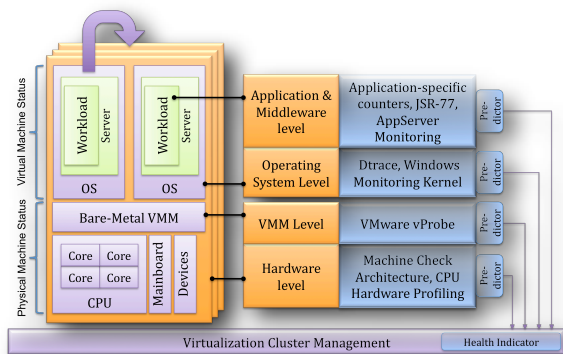 Virtual Machine Status
Physical Machine Status
Workload
Server
OS
Workload
Server
OS
Bare-Metal VMM
Core
Core
Core
Core
CPU
Mainboard
Devices
Application &
Middleware
level
Application-specific
counters, JSR-77,
AppServer
Monitoring
Pre-
dictor
Operating
System Level
Dtrace, Windows
Monitoring Kernel
Pre-
dictor
VMM Level
VMware vProbe
Pre-
dictor
Hardware
level
Machine Check
Architecture, CPU
Hardware Profiling
Pre-
dictor
Virtualization Cluster Management
Health Indicator